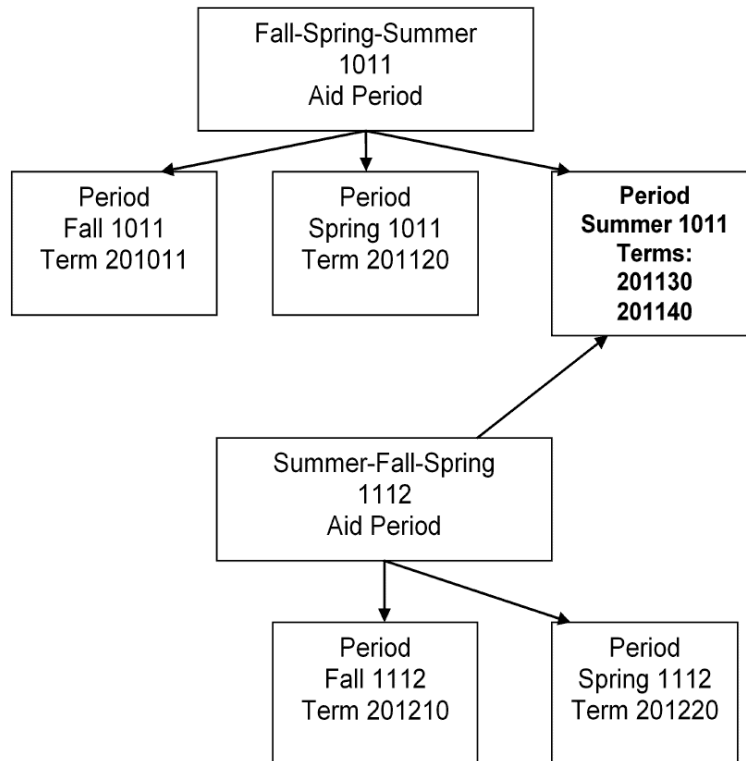 Fall-Spring-Summer
1011
Aid Period
Period
Fall 1011
Term 201011
Period
Spring 1011
Term 201120
Period
Summer 1011
Terms:
201130
201140
Summer-Fall-Spring
1112
Aid Period
Period
Fall 1112
Term 201210
Period
Spring 1112
Term 201220